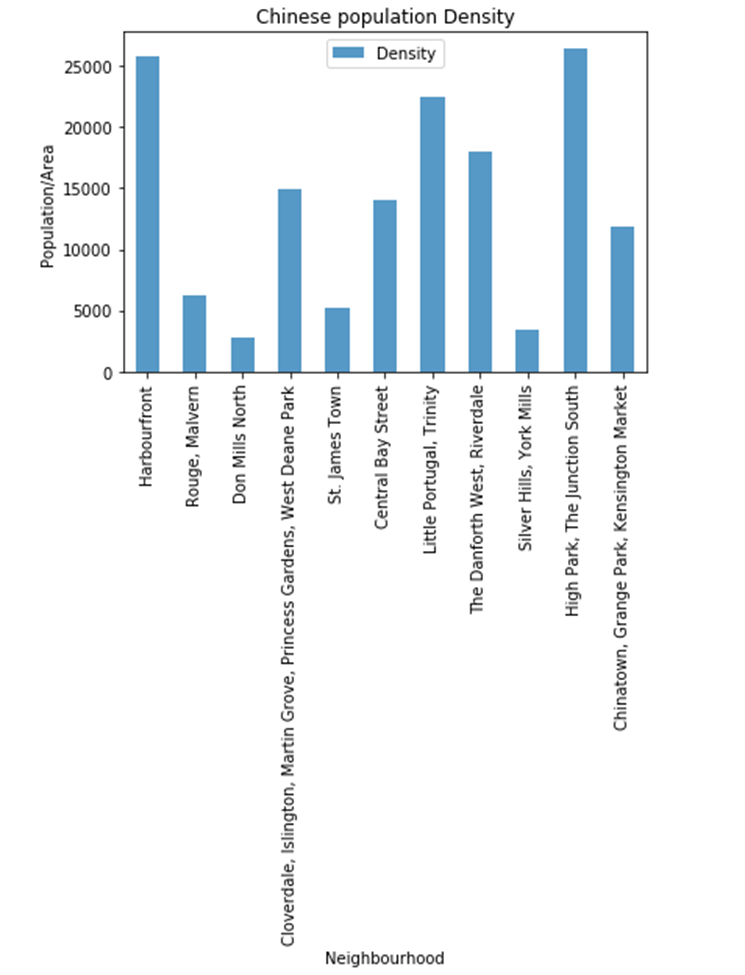 Chinese population Density
Density
Population/Area
25000
20000
15000
10000
5000
0
Harbourfront
Rouge, Malvern
Don Mills North
Cloverdale, Islington, Martin Grove, Princess Gardens, West Deane Park
St. James Town
Central Bay Street
Little Portugal, Trinity
The Danforth West, Riverdale
Silver Hills, York Mills
High Park, The Junction South
Chinatown, Grange Park, Kensington Market
Neighbourhood